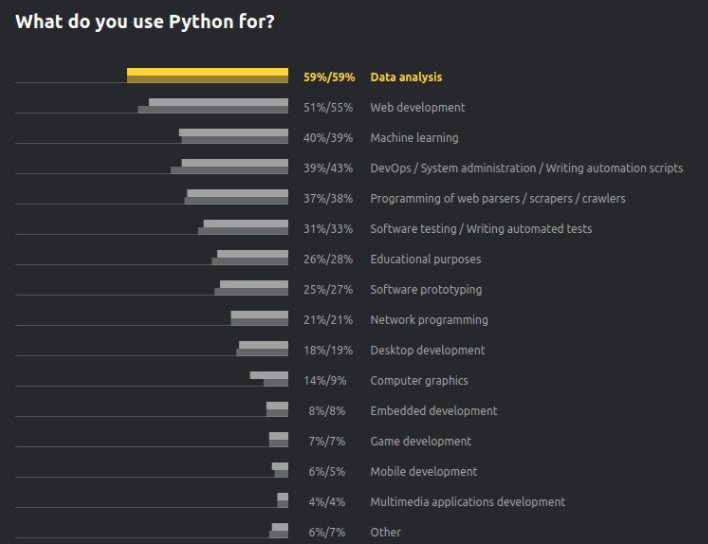 What do you use Python for?
59%/59% Data analysis
51%/55% Web development
40%/39% Machine learning
39%/43% DevOps / System administration / Writing automation scripts
37%/38% Programming of web parsers / scrapers / crawlers
31%/33% Software testing / Writing automated tests
26%/28% Educational purposes
25%/27% Software prototyping
21%/21% Network programming
18%/19% Desktop development
14%/9% Computer graphics
8%/8% Embedded development
7%/7% Game development
6%/5% Mobile development
4%/4% Multimedia applications development
6%/7% Other